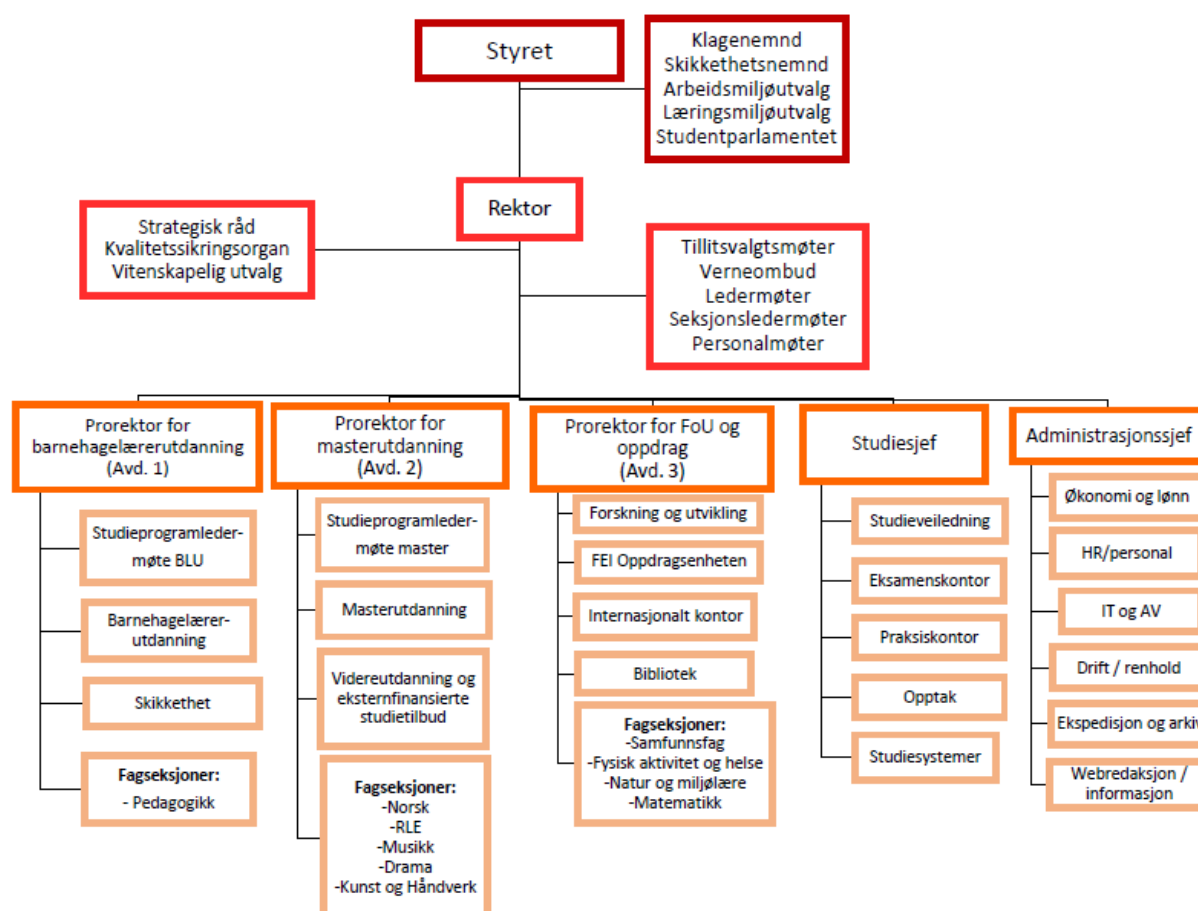 Styret
Klagenemnd
Skikkethetsnemnd
Arbeidsmiljøutvalg
Læringsmiljøutvalg
Studentparlamentet
Rektor
Strategisk råd
Kvalitetssikringsorgan
Vitenskapelig utvalg
Tillitsvalgtsmøter
Verneombud
Ledermøter
Seksjonsledermøter
Personalmøter
Prorektor for
barnehagelærerutdanning
(Avd. 1)
Studieprogramleder-
møte BLU
Barnehagelærer-
utdanning
Skikkethet
Fagseksjoner:
- Pedagogikk
Prorektor for
masterutdanning
(Avd. 2)
Studieprogramleder-
møte master
Masterutdanning
Videreutdanning og
eksternfinansierte
studietilbud
Fagseksjoner:
-Norsk
-RLE
-Musikk
-Drama
-Kunst og Håndverk
Prorektor for FoU og
oppdrag
(Avd. 3)
Forskning og utvikling
FEI Oppdragsenheten
Internasjonalt kontor
Bibliotek
Fagseksjoner:
-Samfunnsfag
-Fysisk aktivitet og helse
-Natur og miljølære
-Matematikk
Studiesjef
Studieveiledning
Eksamenskontor
Praksiskontor
Opptak
Studiesystemer
Administrasjonssjef
Økonomi og lønn
HR/personal
IT og AV
Drift / renhold
Ekspedisjon og arkiv
Webredaksjon /
informasjon